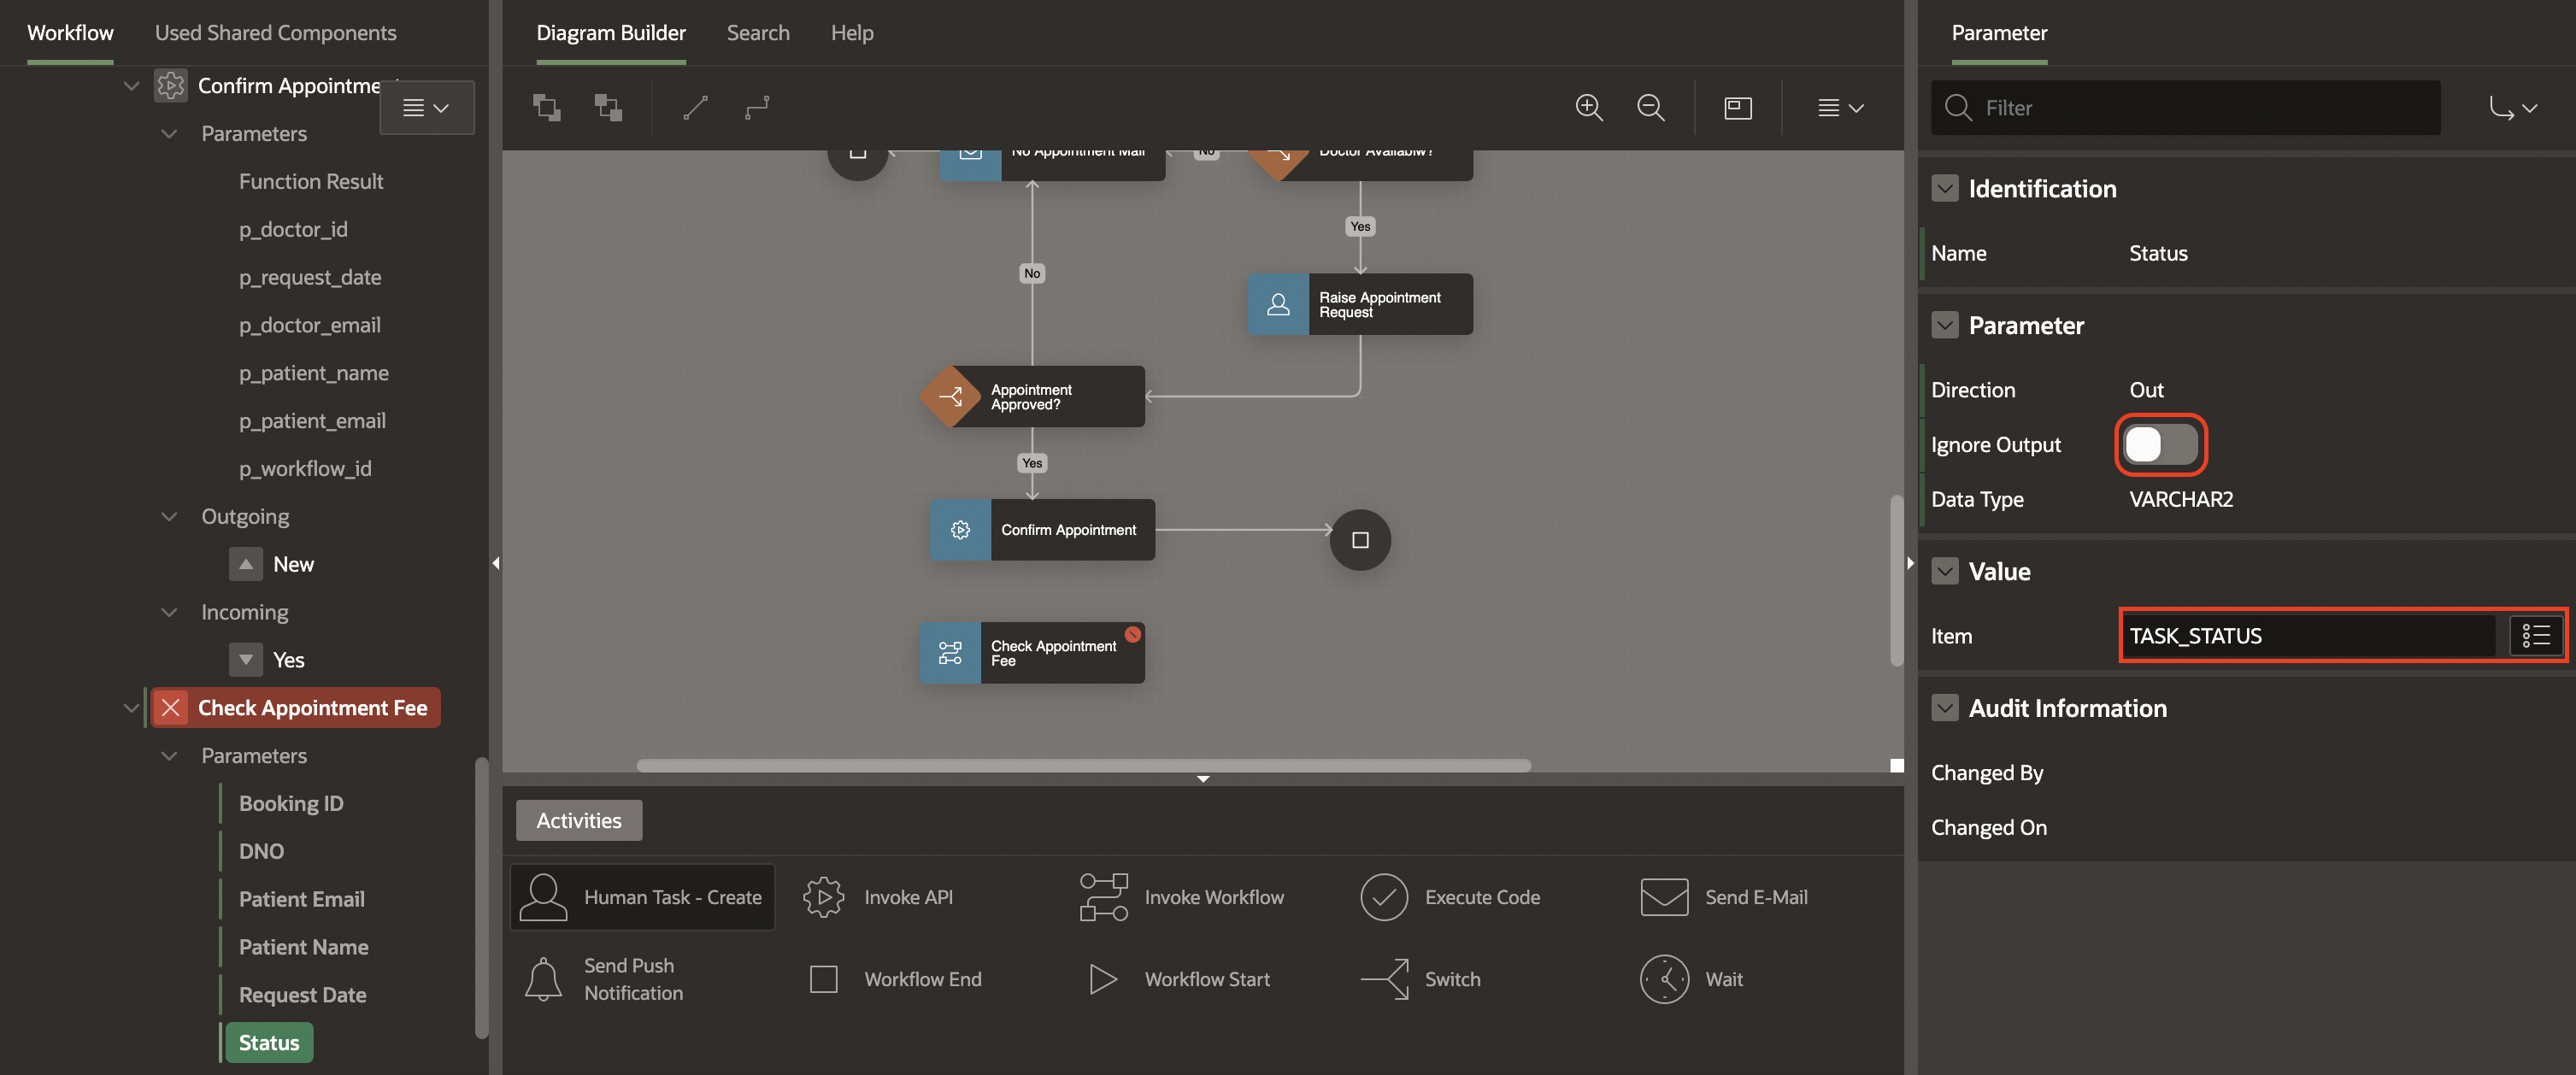 Workflow
Used Shared Components
Confirm Appointme
Parameters
Function Result
p_doctor_id
p_request_date
p_doctor_email
p_patient_name
p_patient_email
p_workflow_id
Outgoing
New
Incoming
Yes
Check Appointment Fee
Parameters
Booking ID
DNO
Patient Email
Patient Name
Request Date
Status
Diagram Builder
Search
Help
No Appointment Mail
No
Doctor Availablw?
Yes
No
Raise Appointment
Request
Appointment
Approved?
Yes
Confirm Appointment
Check Appointment
Fee
Activities
Human Task - Create
Invoke API
Invoke Workflow
Execute Code
Send E-Mail
Send Push
Notification
Workflow End
Workflow Start
Switch
Wait
Parameter
Filter
Identification
Name
Status
Parameter
Direction
Out
Ignore Output
Data Type
VARCHAR2
Value
Item
TASK_STATUS
Audit Information
Changed By
Changed On